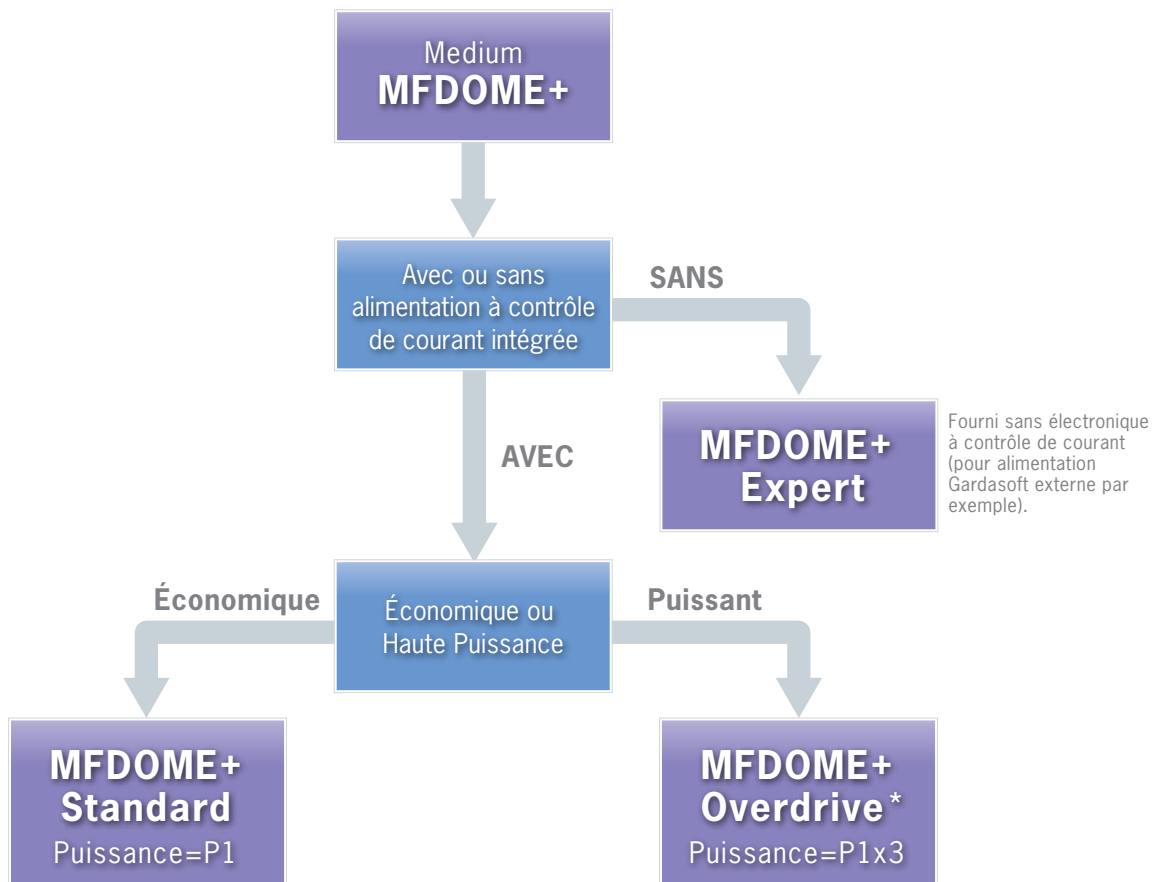 Medium
MFDOME+
Avec ou sans
alimentation à contrôle
de courant intégrée
SANS
MFDOME+
Expert
Fourni sans électronique
à contrôle de courant
(pour alimentation
Gardasoft externe par
exemple).
AVEC
Économique
Économique ou
Haute Puissance
Puissant
MFDOME+
Standard
Puissance=P1
MFDOME+
Overdrive*
Puissance=P1x3